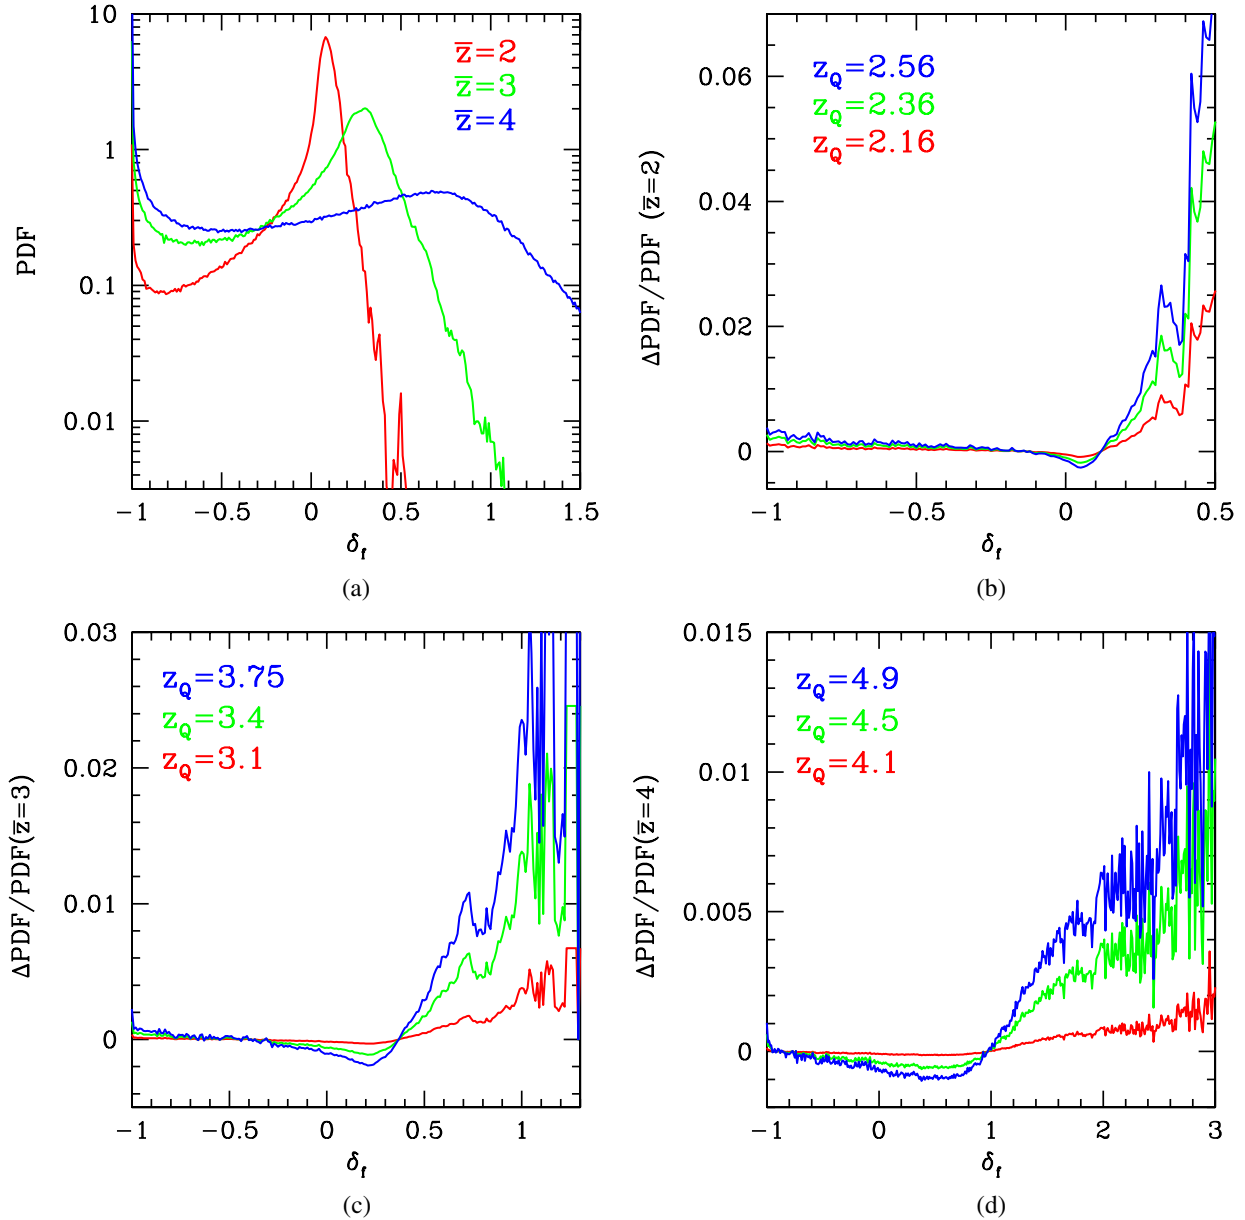 10
1
0.1
0.01
PDF
z̅=2
z̅=3
z̅=4
−1
−0.5
0
0.5
1
1.5
δf
(a)
0.06
0.04
0.02
0
ΔPDF/PDF (z̅=2)
zQ=2.56
zQ=2.36
zQ=2.16
−1
−0.5
0
0.5
δf
(b)
0.03
0.02
0.01
0
ΔPDF/PDF(z̅=3)
zQ=3.75
zQ=3.4
zQ=3.1
−1
−0.5
0
0.5
1
δf
(c)
0.015
0.01
0.005
0
ΔPDF/PDF(z̅=4)
zQ=4.9
zQ=4.5
zQ=4.1
−1
0
1
2
3
δf
(d)